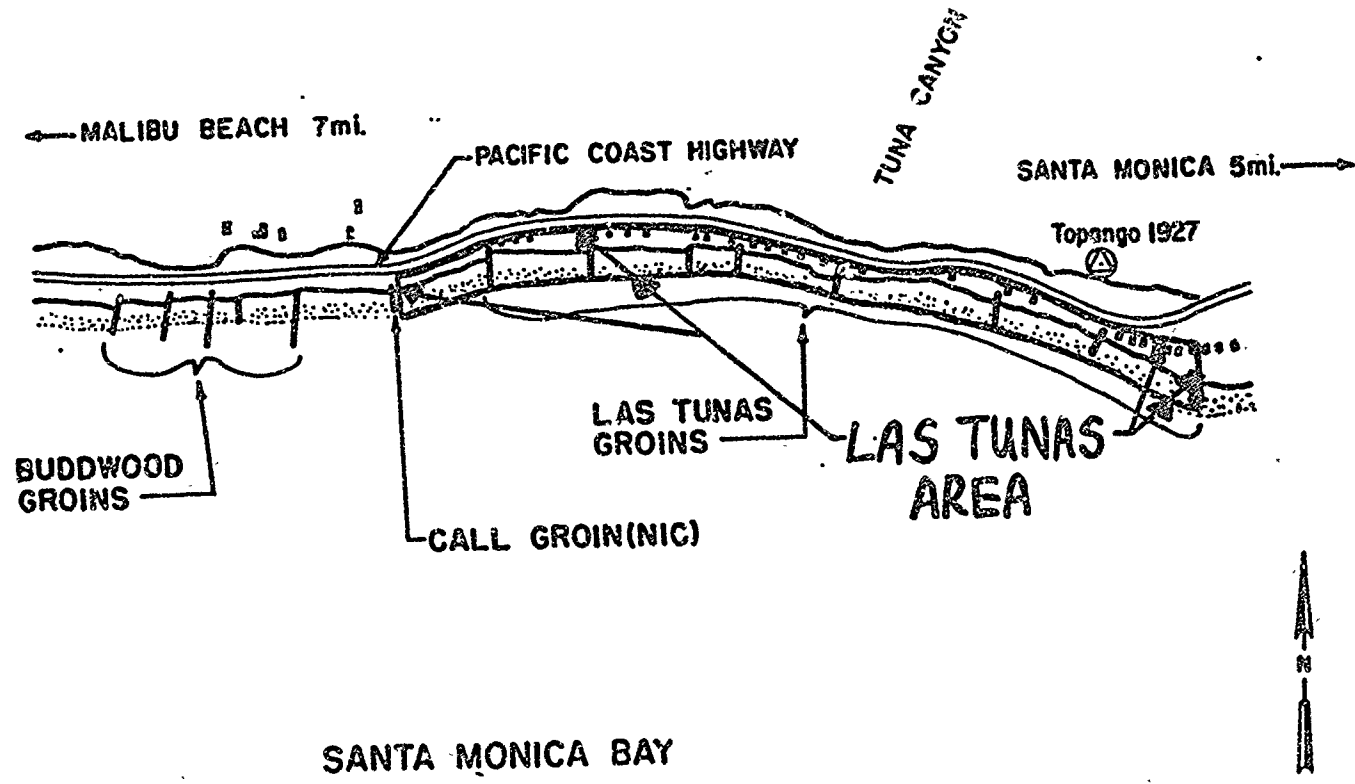 TUNA CANYON
MALIBU BEACH 7mi.
PACIFIC COAST HIGHWAY
SANTA MONICA 5mi.
Topango 1927
LAS TUNAS
GROINS
LAS TUNAS
AREA
BUDDWOOD
GROINS
CALL GROIN(NIC)
N
SANTA MONICA BAY